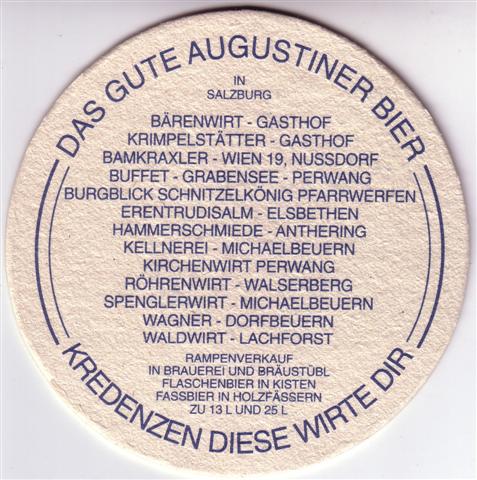 DAS GUTE AUGUSTINER BIER
IN
SALZBURG
BÄRENWIRT - GASTHOF
KRIMPELSTÄTTER - GASTHOF
BAMKRAXLER - WIEN 19, NUSSDORF
BUFFET - GRABENSEE - PERWANG
BURGBLICK SCHNITZELKÖNIG PFARRWERFEN
ERENTRUDISALM - ELSBETHEN
HAMMERSCHMIEDE - ANTHERING
KELLNEREI - MICHAELBEUERN
KIRCHENWIRT PERWANG
RÖHRENWIRT - WALSERBERG
SPENGLERWIRT - MICHAELBEUERN
WAGNER - DORFBEUERN
WALDWIRT - LACHFORST
RAMPENVERKAUF
IN BRAUEREI UND BRÄUSTÜBL
FLASCHENBIER IN KISTEN
FASSBIER IN HOLZFÄSSERN
ZU 13 L UND 25 L
KREDENZEN DIESE WIRTE DIR